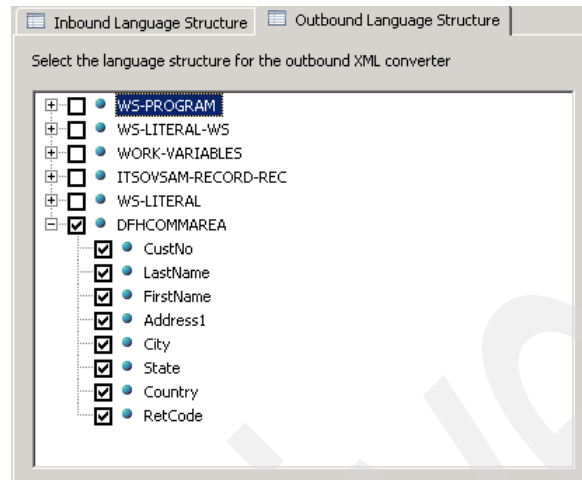 Inbound Language Structure Outbound Language Structure
Select the language structure for the outbound XML converter
WS-PROGRAM
WS-LITERAL-WS
WORK-VARIABLES
ITSOVSAM-RECORD-REC
WS-LITERAL
DFHCOMMAREA
CustNo
LastName
FirstName
Address1
City
State
Country
RetCode